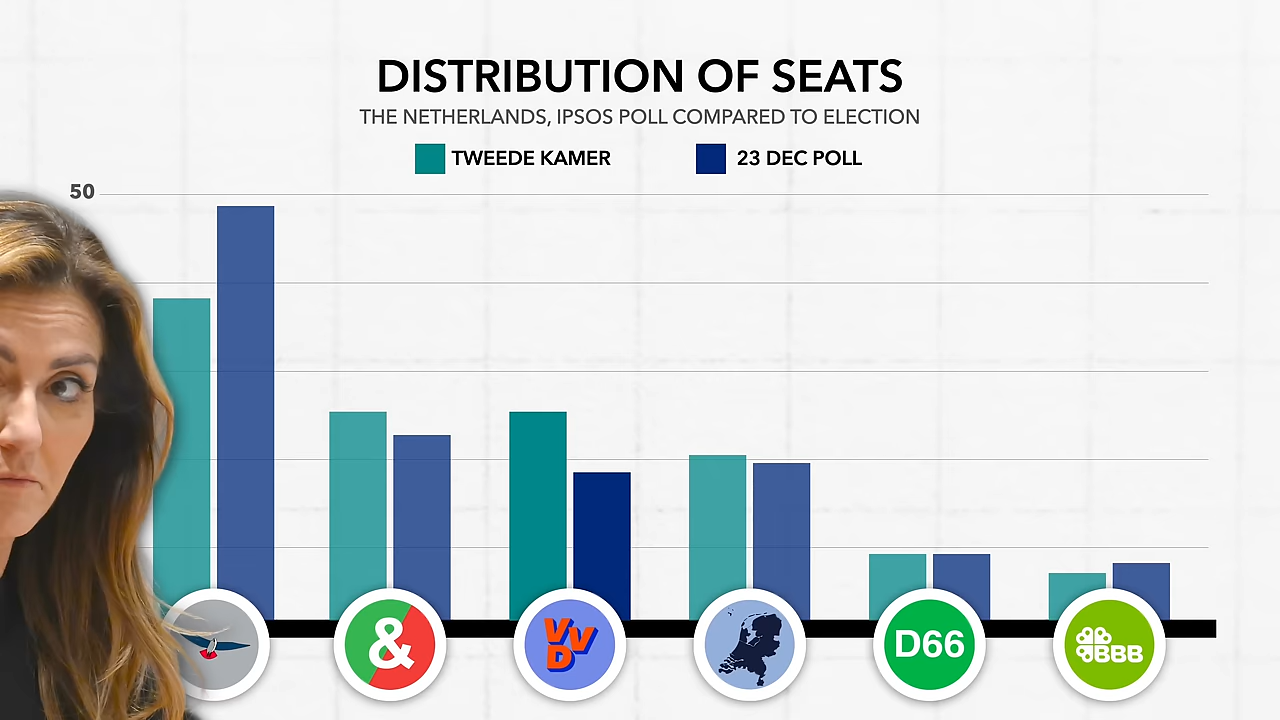 DISTRIBUTION OF SEATS
THE NETHERLANDS, IPSOS POLL COMPARED TO ELECTION
TWEEDE KAMER
23 DEC POLL
50
&
VVD
D66
BBB